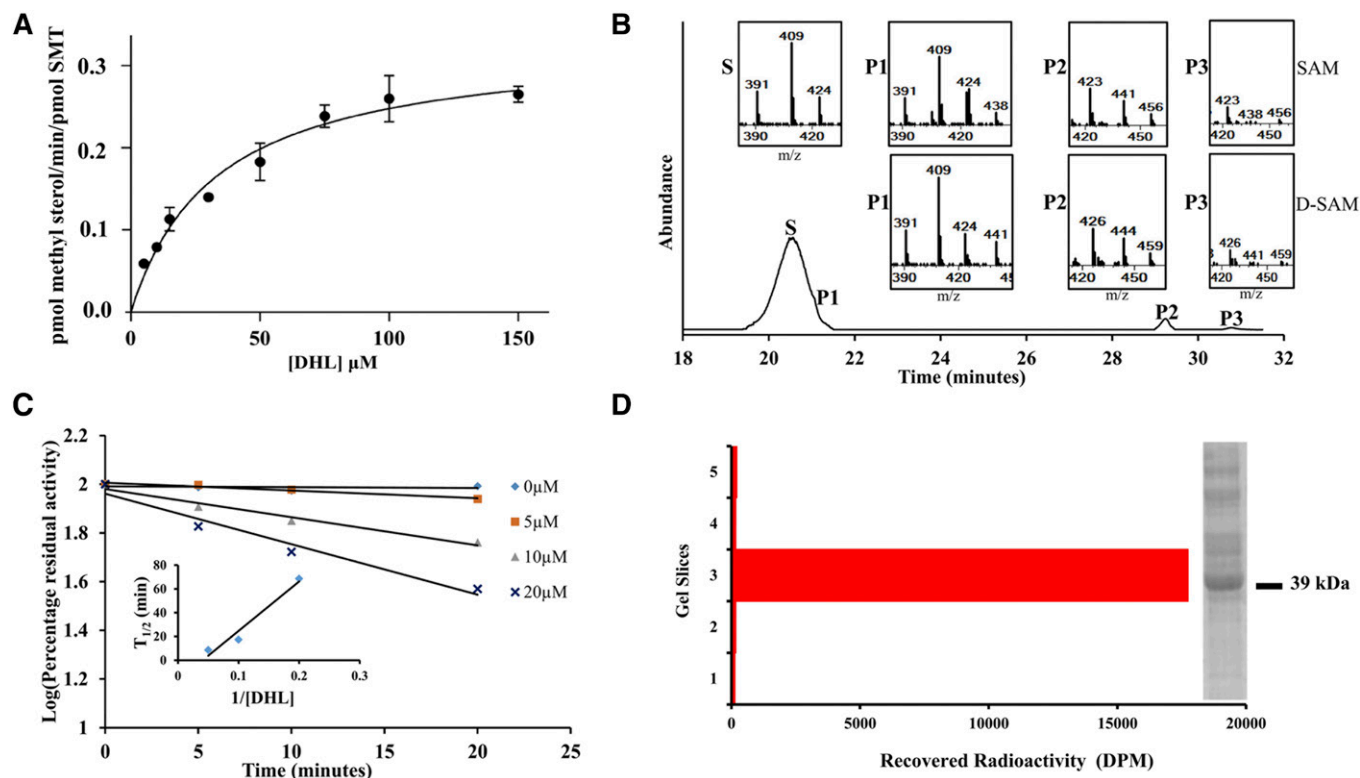 A
pmol methyl sterol/min/pmol SMT
0.3
0.2
0.1
0.0
0 50 100 150
[DHL] µM
B
Abundance
S
391 409 424
390 420
m/z
P1
391 409 424 438
390 420
P2
423 441 456
420 450
P3
423 438 456
420 450
SAM
P1
391 409 424 441
390 420 45
m/z
P2
426 444 459
420 450
m/z
P3
426 441 459
420 450
m/z
D-SAM
S
P1
P2
P3
18 20 22 24 26 28 30 32
Time (minutes)
C
Log(Percentage residual activity)
2.2
2
1.8
1.6
1.4
1.2
1
0 5 10 15 20 25
Time (minutes)
0µM
5µM
10µM
20µM
T1/2 (min)
80
60
40
20
0
0 0.1 0.2 0.3
1/[DHL]
D
Gel Slices
5
4
3
2
1
0 5000 10000 15000 20000
Recovered Radioactivity (DPM)
39 kDa